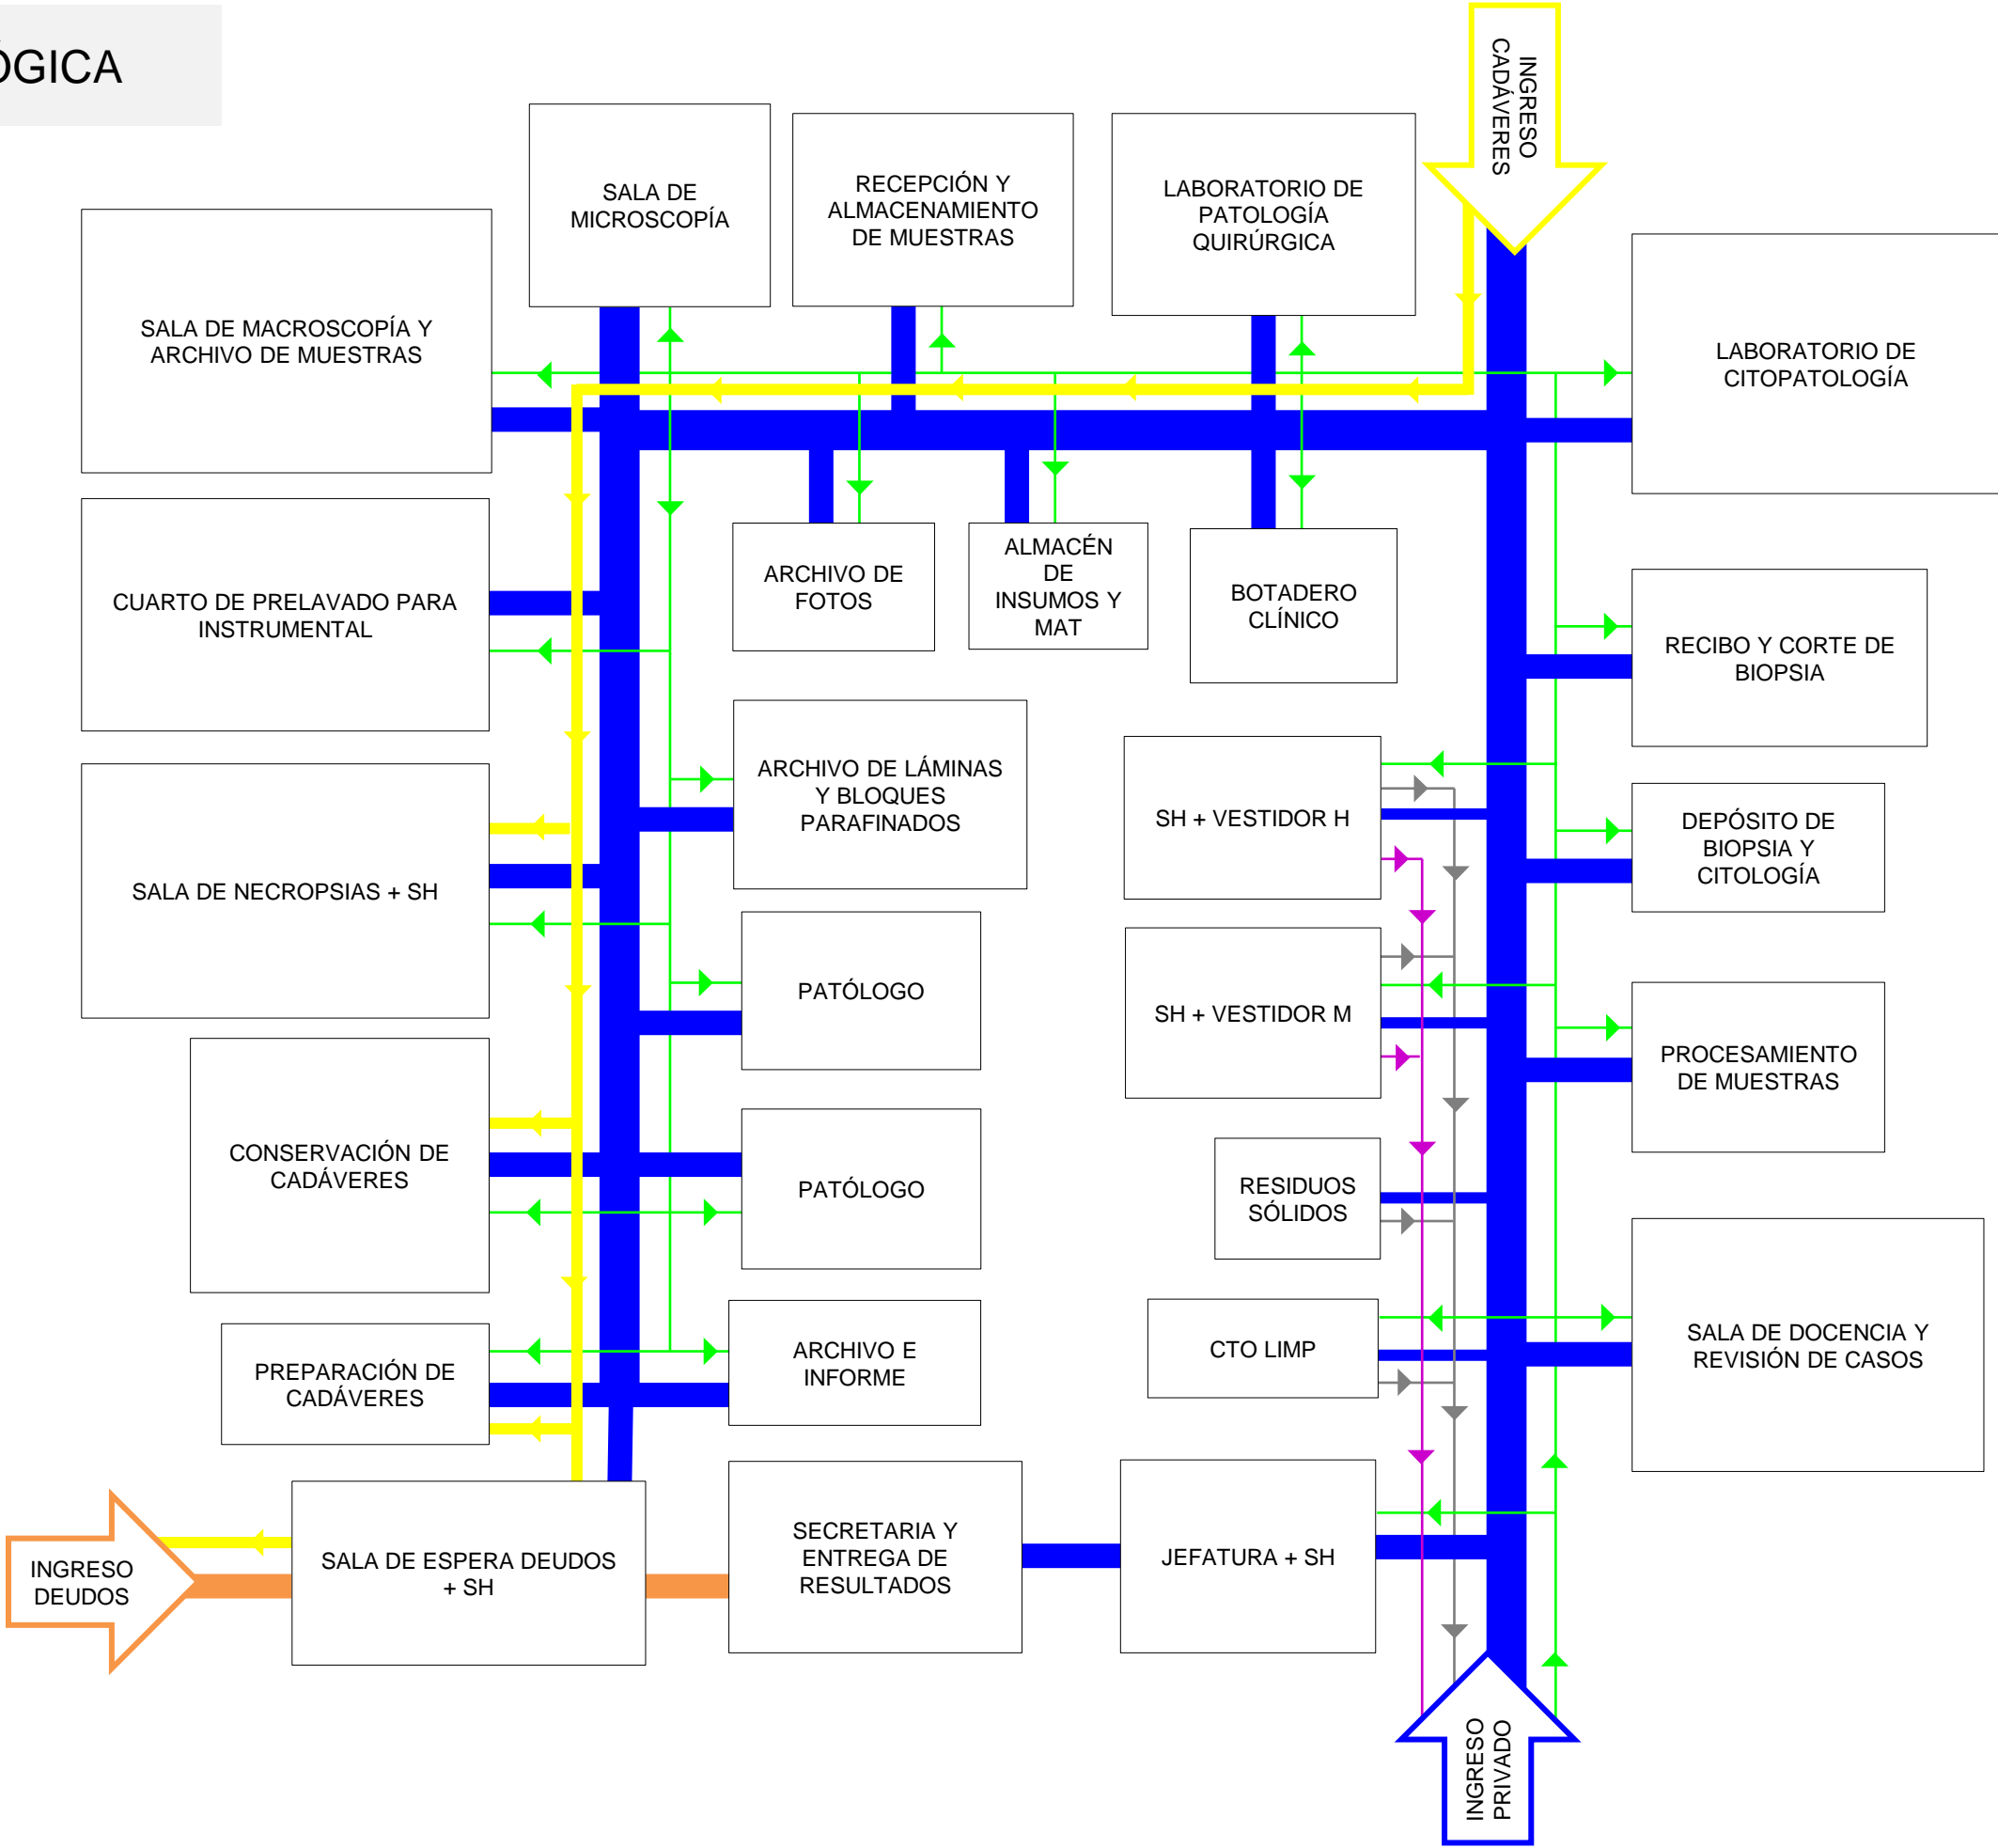 ÓGICA
INGRESO
CADÁVERES
SALA DE
MICROSCOPÍA
RECEPCIÓN Y
ALMACENAMIENTO
DE MUESTRAS
LABORATORIO DE
PATOLOGÍA
QUIRÚRGICA
SALA DE MACROSCOPÍA Y
ARCHIVO DE MUESTRAS
LABORATORIO DE
CITOPATOLOGÍA
CUARTO DE PRELAVADO PARA
INSTRUMENTAL
ARCHIVO DE
FOTOS
ALMACÉN
DE
INSUMOS Y
MAT
BOTADERO
CLÍNICO
RECIBO Y CORTE DE
BIOPSIA
ARCHIVO DE LÁMINAS
Y BLOQUES
PARAFINADOS
SH + VESTIDOR H
DEPÓSITO DE
BIOPSIA Y
CITOLOGÍA
SALA DE NECROPSIAS + SH
PATÓLOGO
SH + VESTIDOR M
PROCESAMIENTO
DE MUESTRAS
CONSERVACIÓN DE
CADÁVERES
PATÓLOGO
RESIDUOS
SÓLIDOS
PREPARACIÓN DE
CADÁVERES
ARCHIVO E
INFORME
CTO LIMP
SALA DE DOCENCIA Y
REVISIÓN DE CASOS
INGRESO
DEUDOS
SALA DE ESPERA DEUDOS
+ SH
SECRETARIA Y
ENTREGA DE
RESULTADOS
JEFATURA + SH
INGRESO
PRIVADO